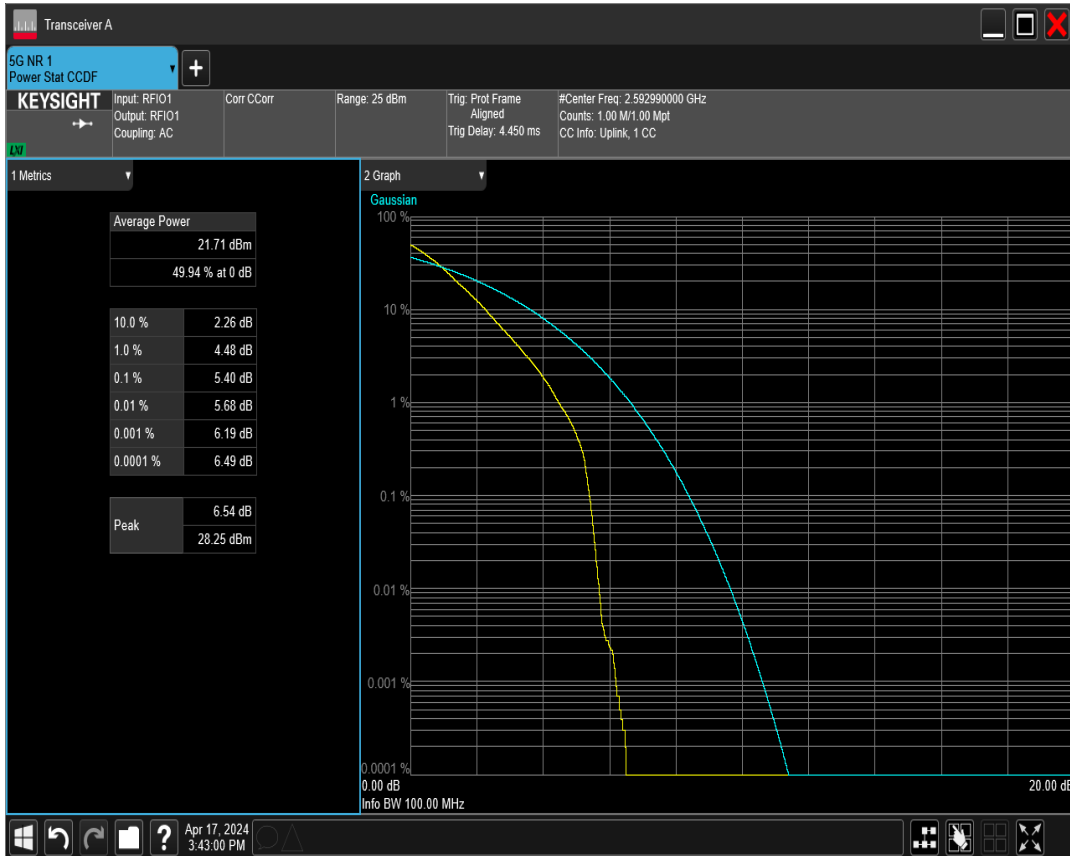 Transceiver A
5G NR 1
Power Stat CCDF
KEYSIGHT
LXI
Input: RFIO1
Output: RFIO1
Coupling: AC
Corr CCorr
Range: 25 dBm
Trig: Prot Frame
Aligned
Trig Delay: 4.450 ms
#Center Freq: 2.592990000 GHz
Counts: 1.00 M/1.00 Mpt
CC Info: Uplink, 1 CC
1 Metrics
Average Power
21.71 dBm
49.94 % at 0 dB
10.0 % 2.26 dB
1.0 % 4.48 dB
0.1 % 5.40 dB
0.01 % 5.68 dB
0.001 % 6.19 dB
0.0001 % 6.49 dB
Peak
6.54 dB
28.25 dBm
2 Graph
Gaussian
100 %
10 %
1 %
0.1 %
0.01 %
0.001 %
0.0001 %
0.00 dB 20.00 dB
Info BW 100.00 MHz
? Apr 17, 2024
3:43:00 PM